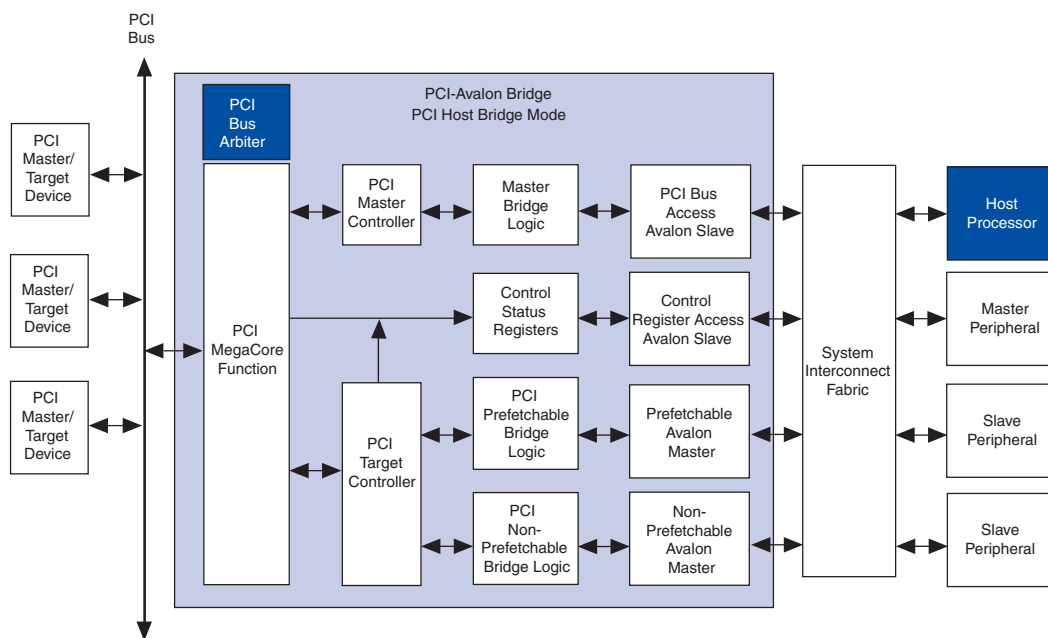 PCI
Bus
PCI-Avalon Bridge
PCI Host Bridge Mode
PCI
Bus
Arbiter
PCI
Master/
Target
Device
PCI
Master/
Target
Device
PCI
Master/
Target
Device
PCI
MegaCore
Function
PCI
Master
Controller
Master
Bridge
Logic
PCI Bus
Access
Avalon Slave
Control
Status
Registers
Control
Register Access
Avalon Slave
PCI
Target
Controller
PCI
Prefetchable
Bridge
Logic
Prefetchable
Avalon
Master
PCI
Non-
Prefetchable
Bridge Logic
Non-
Prefetchable
Avalon
Master
System
Interconnect
Fabric
Host
Processor
Master
Peripheral
Slave
Peripheral
Slave
Peripheral